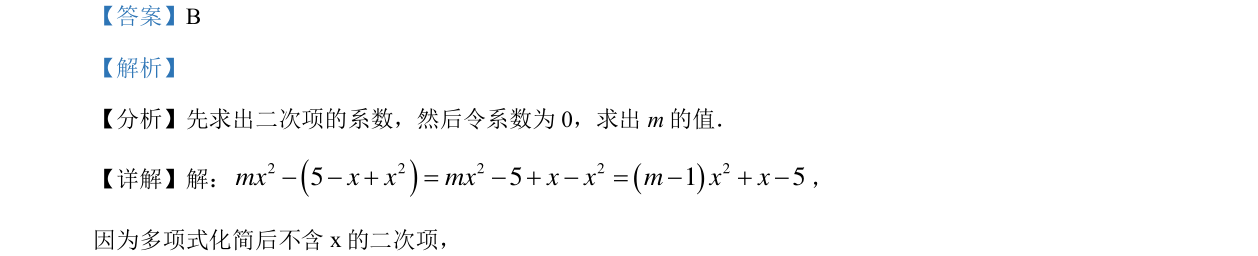 【答案】B
【解析】
【分析】先求出二次项的系数，然后令系数为 0，求出 m 的值．
【详解】解：mx² −(5−x+x²)= mx² −5+x−x² =(m−1)x² +x−5，
因为多项式化简后不含 x 的二次项，